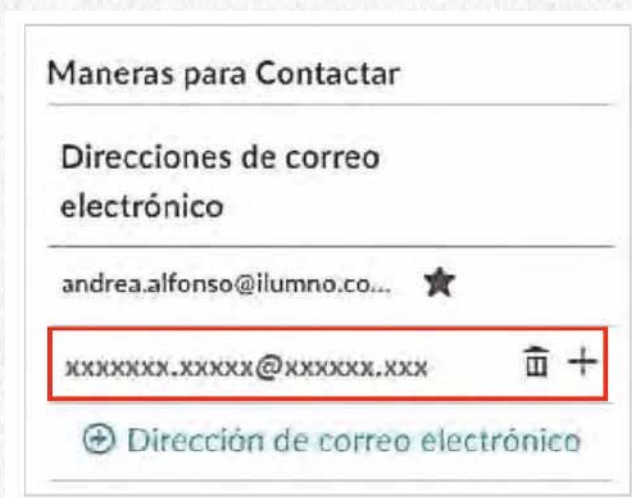 Maneras para Contactar
Direcciones de correo
electrónico
andrea.alfonso@ilumno.co...
xxxxxxx.xxxxx@xxxxxx.xxx
Dirección de correo electrónico